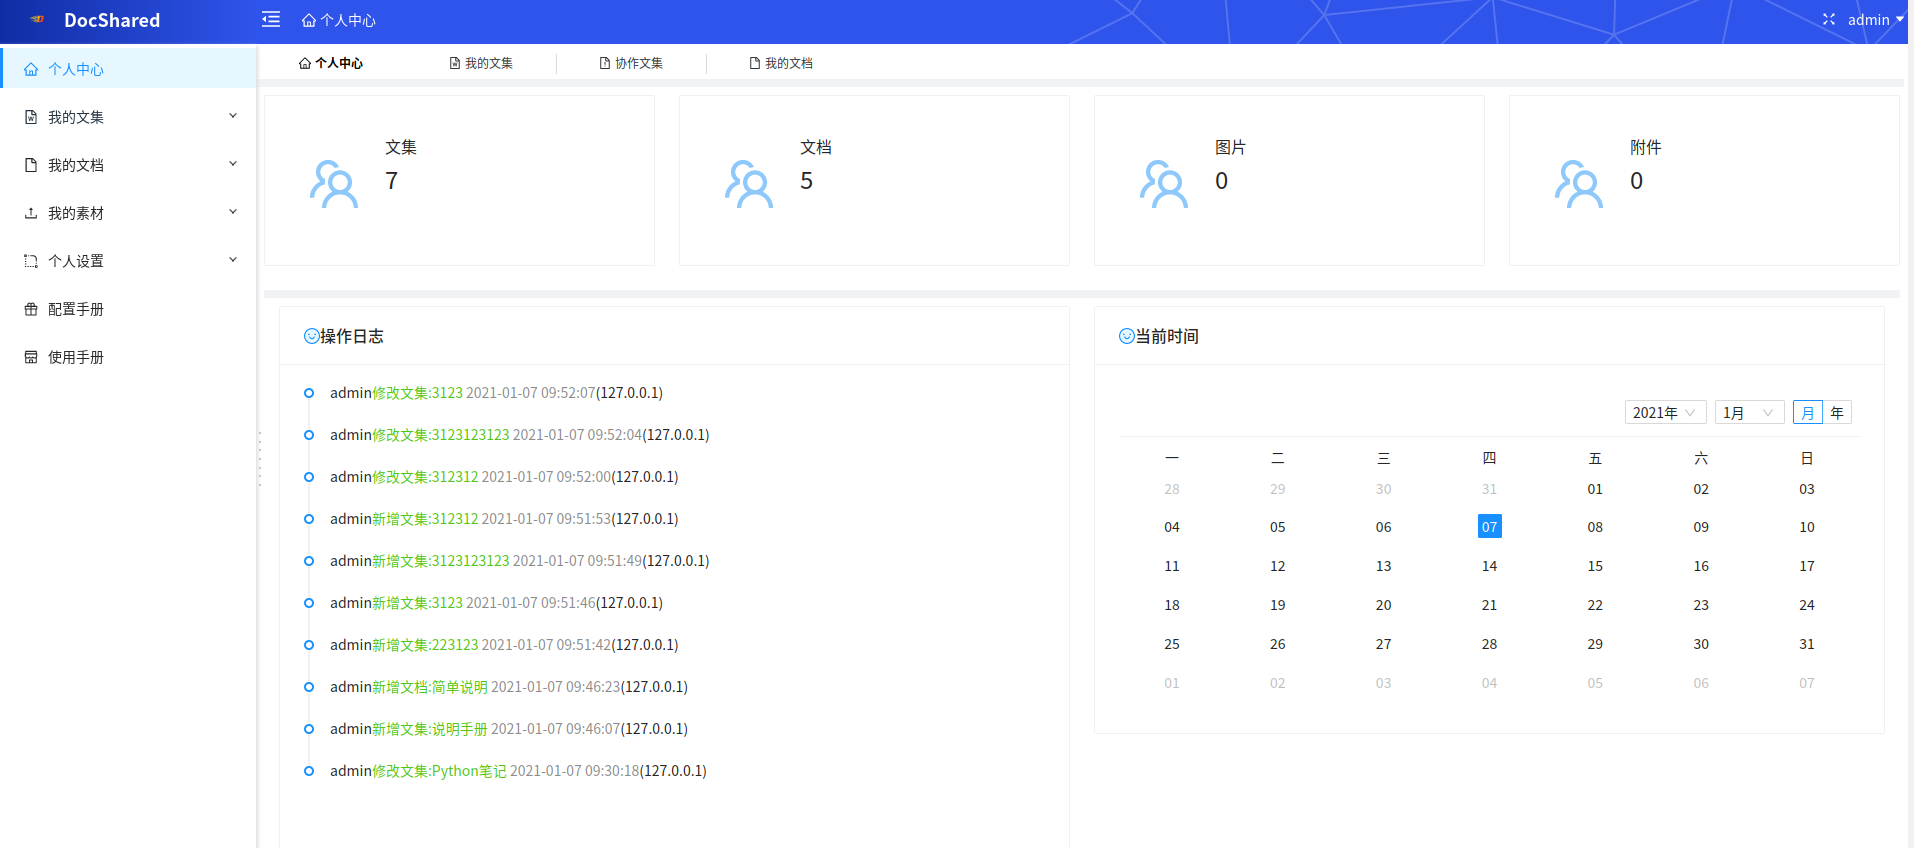 DocShared
个人中心
admin
个人中心
我的文集
我的文档
我的素材
个人设置
配置手册
使用手册
个人中心 我的文集 协作文集 我的文档
文集
7
文档
5
图片
0
附件
0
操作日志
admin修改文集:3123 2021-01-07 09:52:07(127.0.0.1)
admin修改文集:3123123123 2021-01-07 09:52:04(127.0.0.1)
admin修改文集:312312 2021-01-07 09:52:00(127.0.0.1)
admin新增文集:312312 2021-01-07 09:51:53(127.0.0.1)
admin新增文集:3123123123 2021-01-07 09:51:49(127.0.0.1)
admin新增文集:3123 2021-01-07 09:51:46(127.0.0.1)
admin新增文集:223123 2021-01-07 09:51:42(127.0.0.1)
admin新增文档:简单说明 2021-01-07 09:46:23(127.0.0.1)
admin新增文集:说明手册 2021-01-07 09:46:07(127.0.0.1)
admin修改文集:Python笔记 2021-01-07 09:30:18(127.0.0.1)
当前时间
2021年 1月 月 年
一 二 三 四 五 六 日
28 29 30 31 01 02 03
04 05 06 07 08 09 10
11 12 13 14 15 16 17
18 19 20 21 22 23 24
25 26 27 28 29 30 31
01 02 03 04 05 06 07